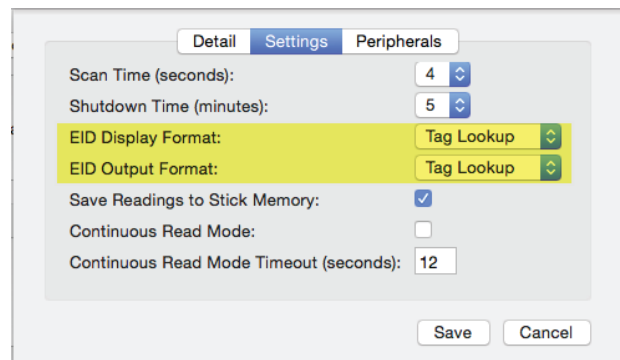 Detail Settings Peripherals
Scan Time (seconds): 4
Shutdown Time (minutes): 5
EID Display Format: Tag Lookup
EID Output Format: Tag Lookup
Save Readings to Stick Memory:
Continuous Read Mode:
Continuous Read Mode Timeout (seconds): 12
Save Cancel